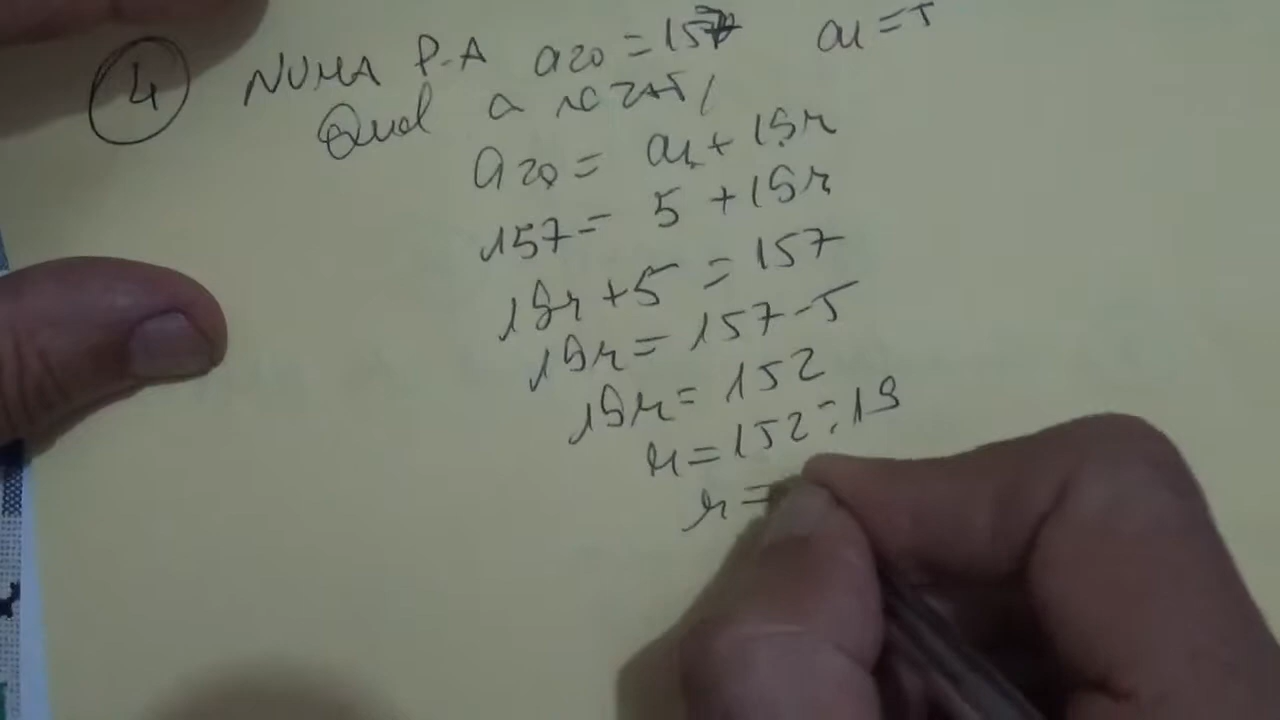 4 NUMA P.A a20 = 157 a1 = 5
Qual a razão/
a20 = a1 + 19r
157 = 5 + 19r
19r + 5 = 157
19r = 157 - 5
19r = 152
r = 152 : 19
r =